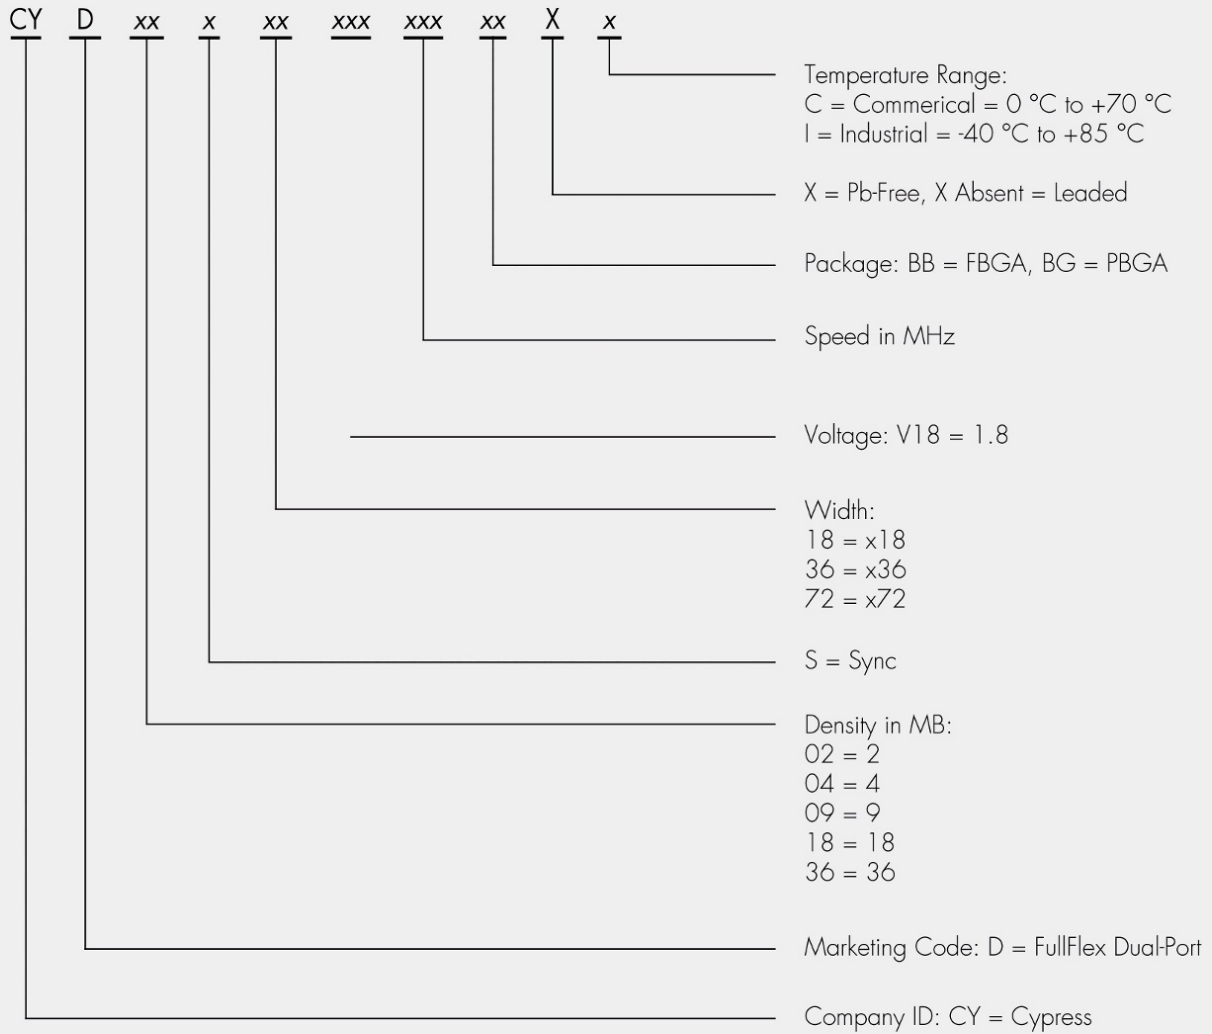 CY D xx x xx xxx xxx xx X x
Temperature Range:
C = Commerical = 0 °C to +70 °C
I = Industrial = -40 °C to +85 °C
X = Pb-Free, X Absent = Leaded
Package: BB = FBGA, BG = PBGA
Speed in MHz
Voltage: V18 = 1.8
Width:
18 = x18
36 = x36
72 = x72
S = Sync
Density in MB:
02 = 2
04 = 4
09 = 9
18 = 18
36 = 36
Marketing Code: D = FullFlex Dual-Port
Company ID: CY = Cypress